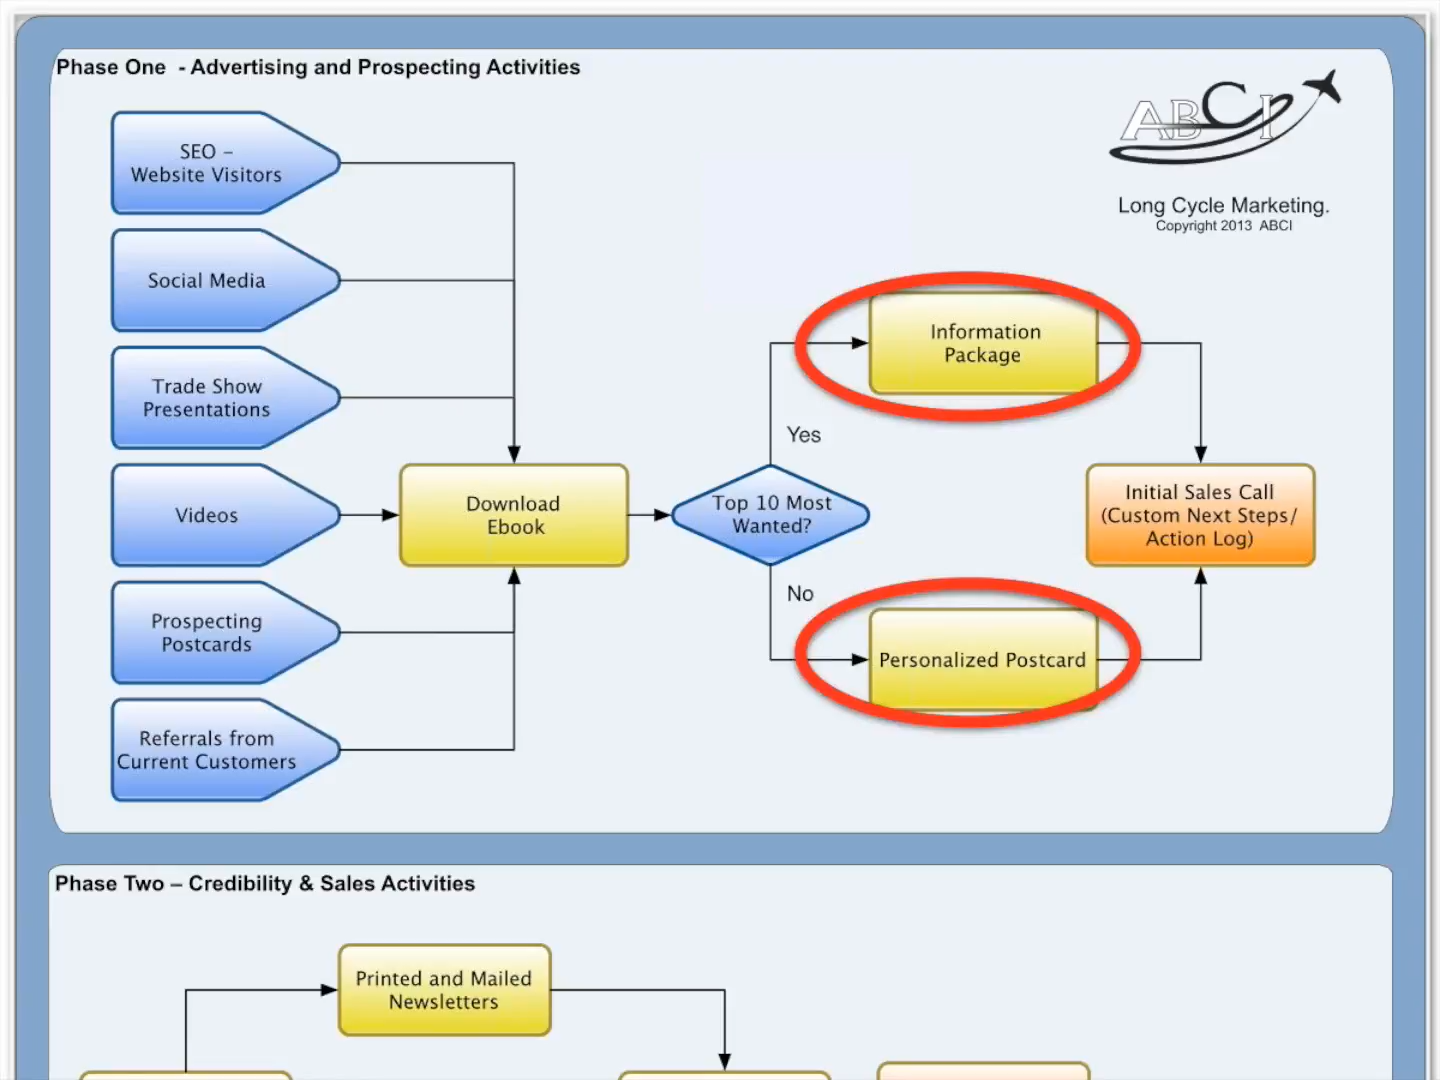 Phase One  - Advertising and Prospecting Activities
ABCI
Long Cycle Marketing.
Copyright 2013  ABCI
SEO –
Website Visitors
Social Media
Trade Show
Presentations
Videos
Prospecting
Postcards
Referrals from
Current Customers
Download
Ebook
Top 10 Most
Wanted?
Yes
No
Information
Package
Personalized Postcard
Initial Sales Call
(Custom Next Steps/
Action Log)
Phase Two – Credibility & Sales Activities
Printed and Mailed
Newsletters